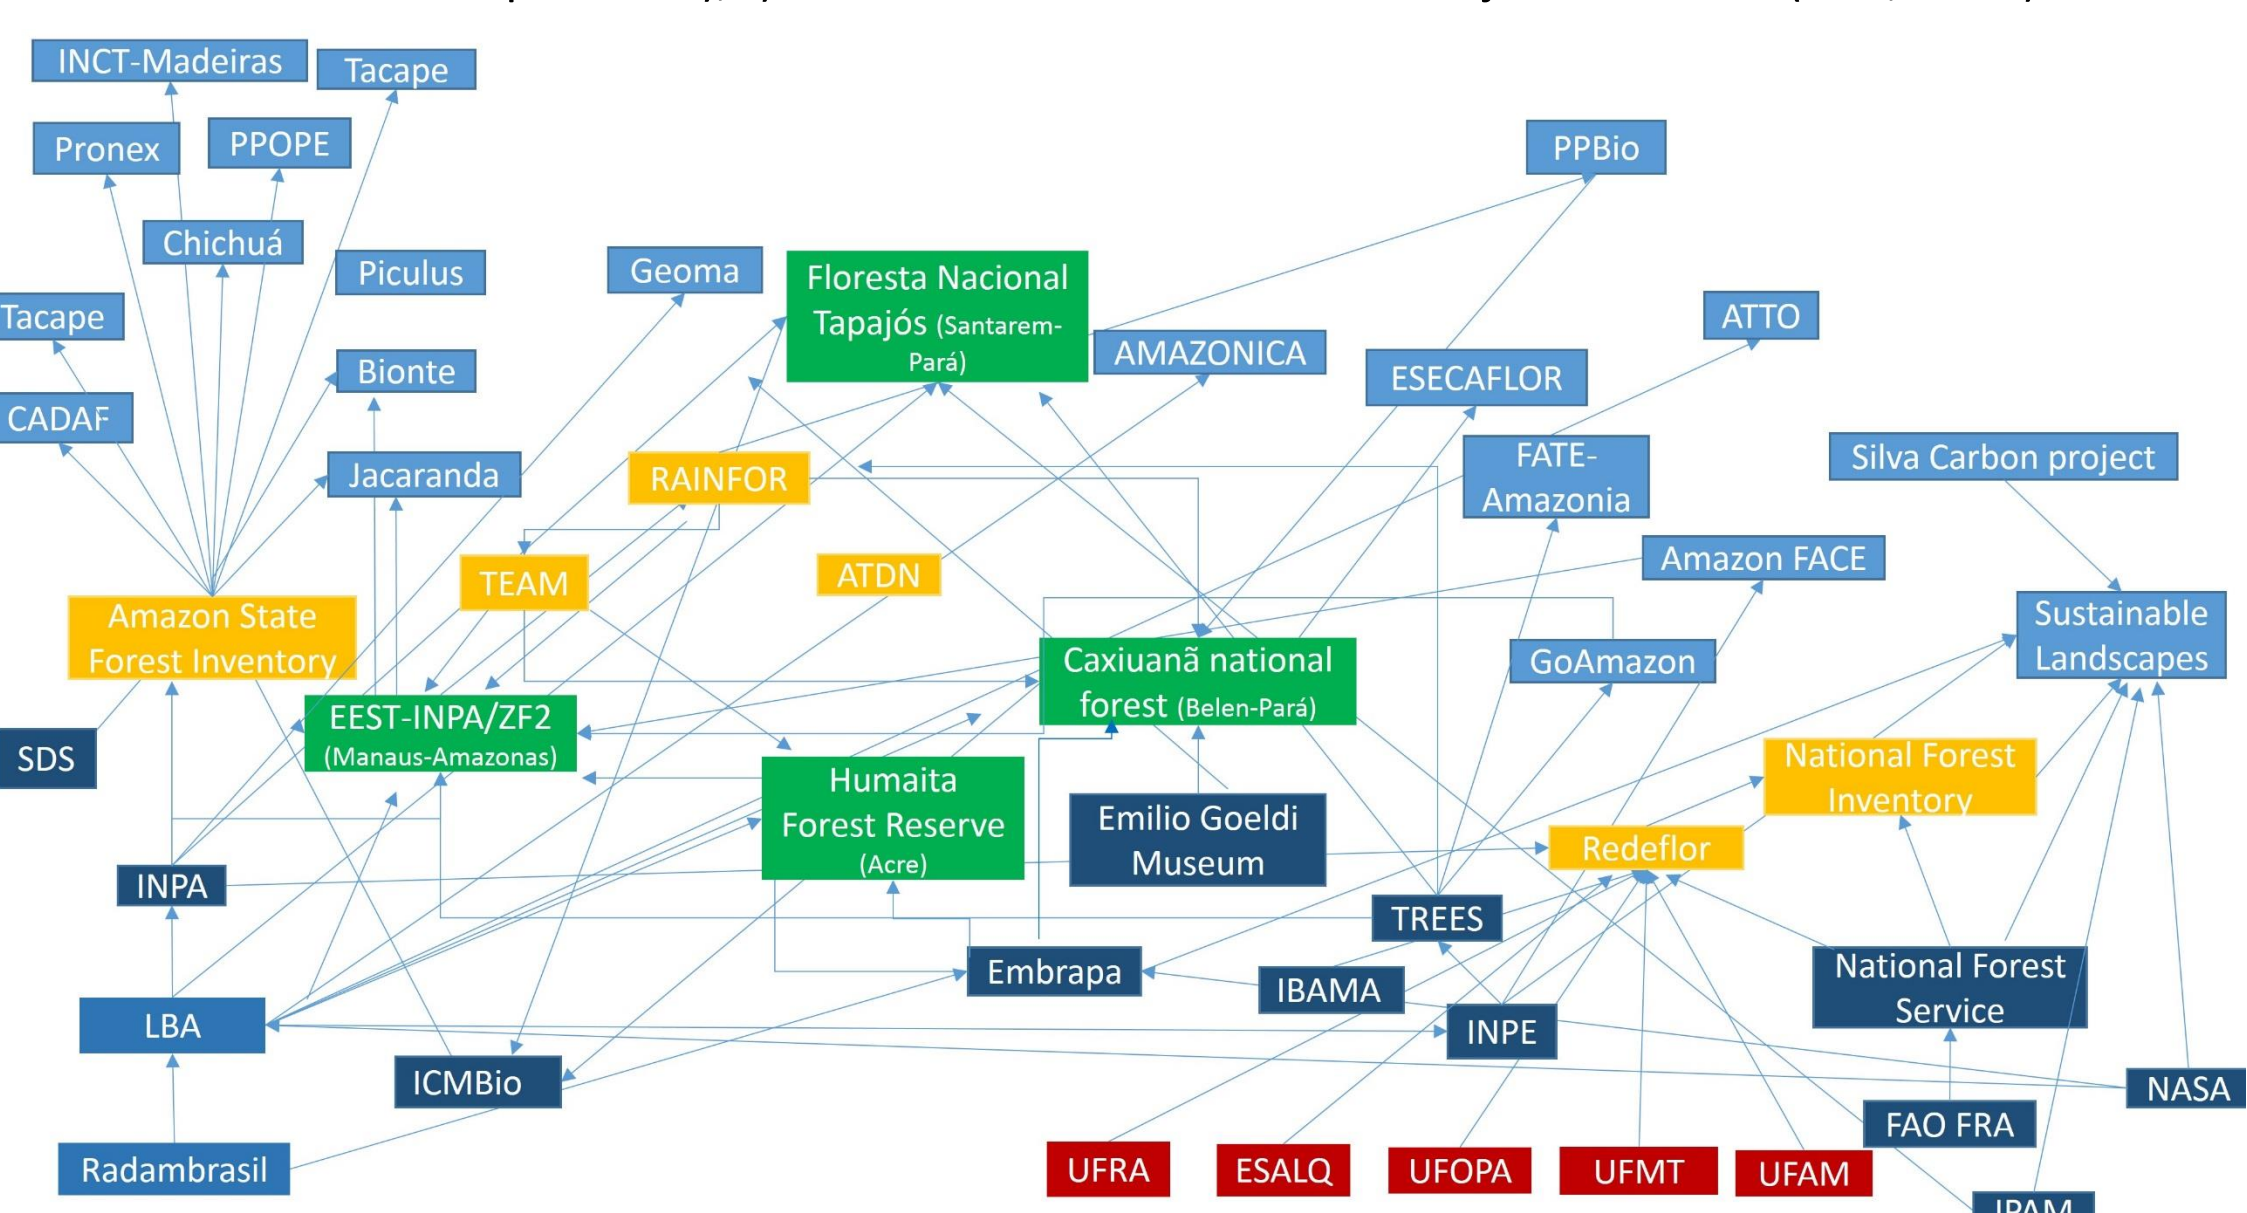 INCT-Madeiras
Tacape
Pronex
PPOPE
PPBio
Chichuá
Piculus
Geoma
Floresta Nacional
Tapajós (Santarem-
Pará)
Tacape
ATTO
AMAZONICA
Bionte
ESECAFLOR
CADAF
Jacaranda
RAINFOR
FATE-
Amazonia
Silva Carbon project
TEAM
ATDN
Amazon FACE
Amazon State
Forest Inventory
Sustainable
Landscapes
Caxiuanã national
forest (Belen-Pará)
GoAmazon
EEST-INPA/ZF2
(Manaus-Amazonas)
SDS
National Forest
Inventory
Humaita
Forest Reserve
(Acre)
Emilio Goeldi
Museum
Redeflor
INPA
TREES
Embrapa
IBAMA
National Forest
Service
LBA
INPE
ICMBio
NASA
FAO FRA
Radambrasil
UFRA
ESALQ
UFOPA
UFMT
UFAM
IPAM